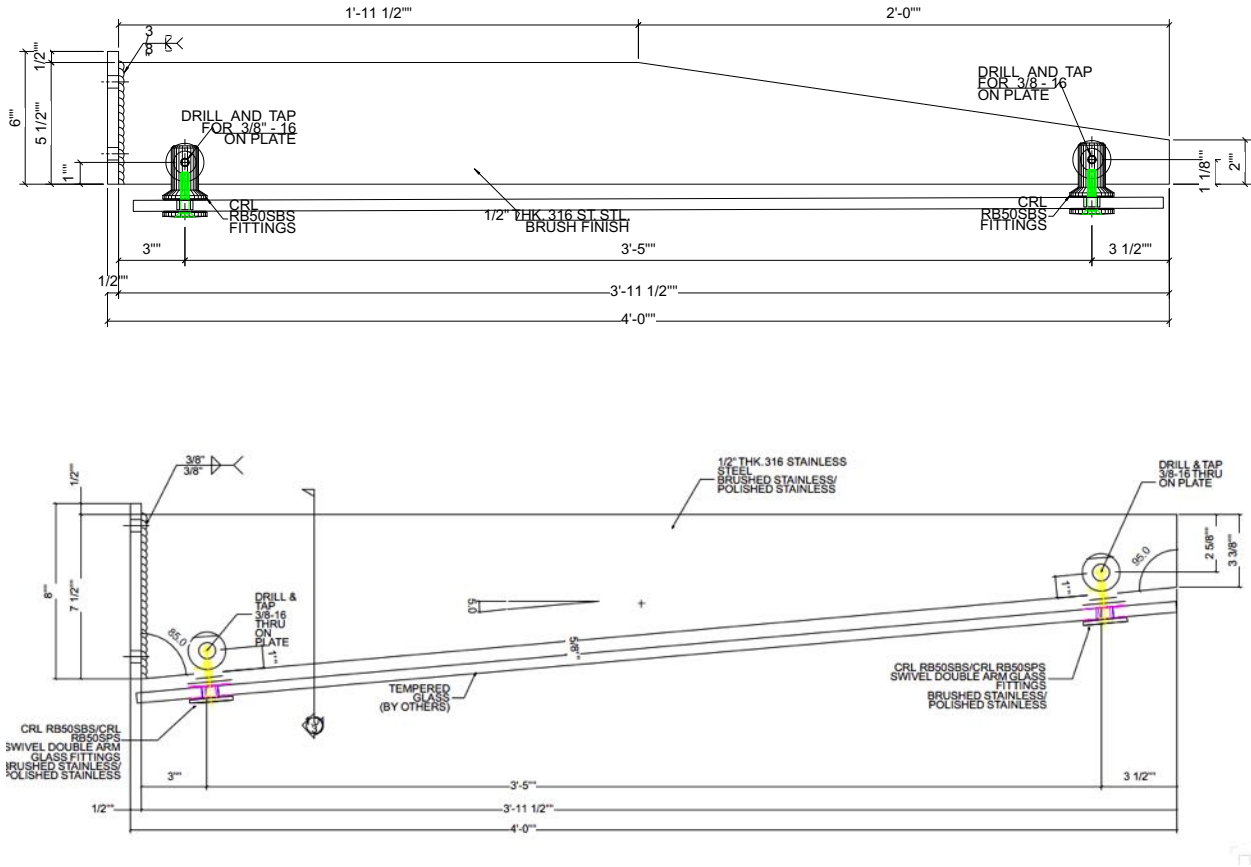 1'-11 1/2""
2'-0""
3
8
1/2""
6""
5 1/2""
1""
DRILL AND TAP
FOR 3/8" - 16
ON PLATE
DRILL AND TAP
FOR 3/8 - 16
ON PLATE
2""
1 1/8""
CRL
RB50SBS
FITTINGS
1/2" THK. 316 ST. STL.
BRUSH FINISH
CRL
RB50SBS
FITTINGS
3""
3'-5""
3 1/2""
1/2""
3'-11 1/2""
4'-0""
3/8"
3/8"
1/2""
8""
7 1/2""
1/2" THK. 316 STAINLESS
STEEL
BRUSHED STAINLESS/
POLISHED STAINLESS
DRILL & TAP
3/8-16 THRU
ON PLATE
95.0
2 5/8""
3 3/8""
1""
DRILL &
TAP
3/8-16
THRU
ON
PLATE
85.0
1""
5.0
5/8"
TEMPERED
GLASS
(BY OTHERS)
CRL RB50SBS/CRL RB50SPS
SWIVEL DOUBLE ARM GLASS
FITTINGS
BRUSHED STAINLESS/
POLISHED STAINLESS
CRL RB50SBS/CRL
RB50SPS
SWIVEL DOUBLE ARM
GLASS FITTINGS
BRUSHED STAINLESS/
POLISHED STAINLESS
3""
3'-5""
3 1/2""
1/2""
3'-11 1/2""
4'-0""